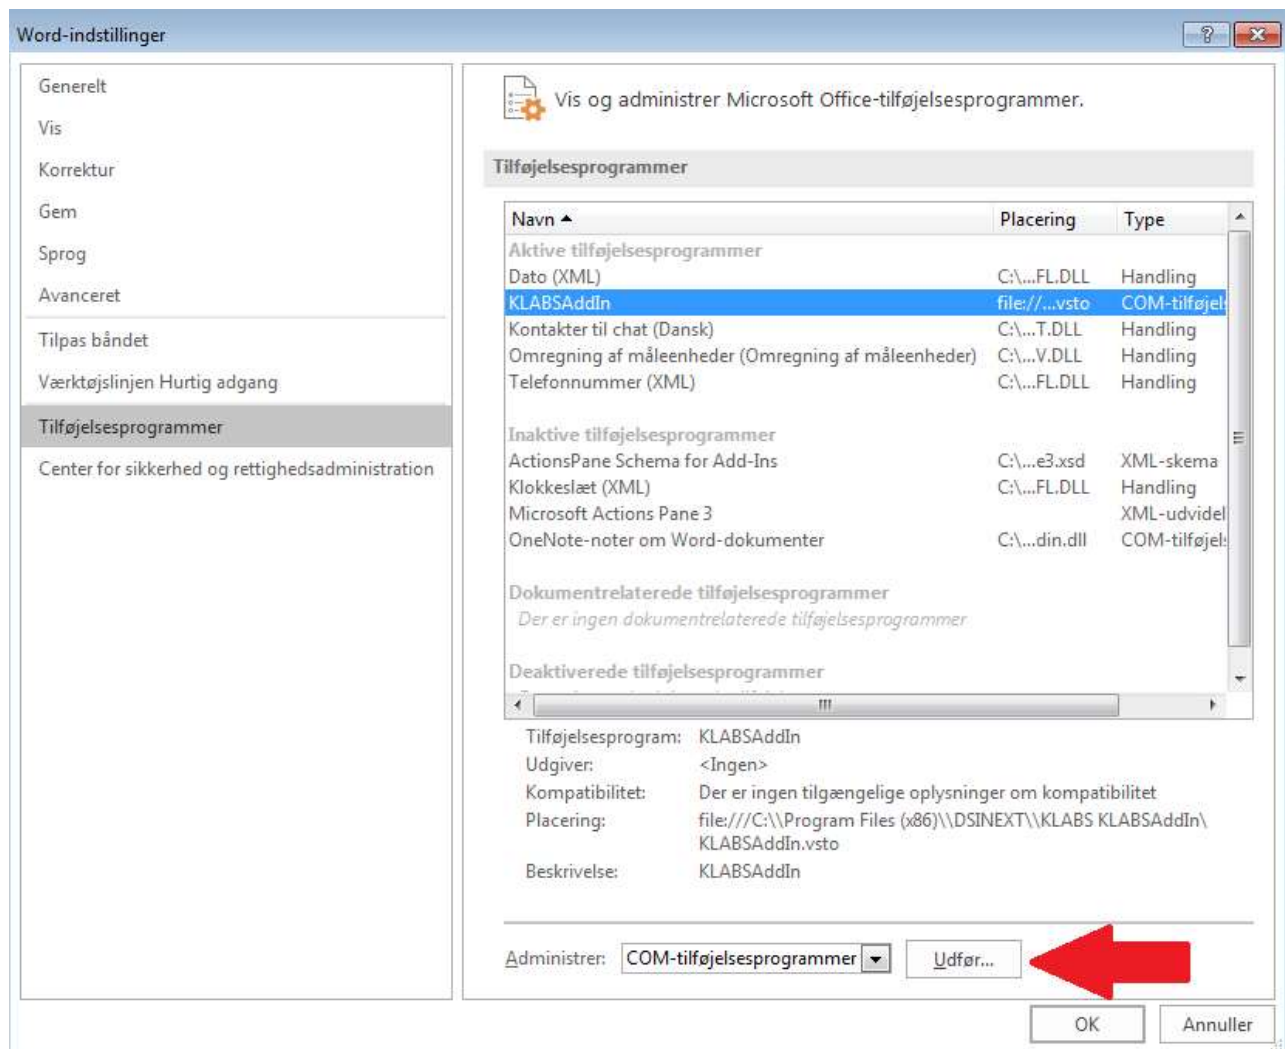 Word-indstillinger
Generelt
Vis
Korrektur
Gem
Sprog
Avanceret
Tilpas båndet
Værktøjslinjen Hurtig adgang
Tilføjelsesprogrammer
Center for sikkerhed og rettighedsadministration
Vis og administrer Microsoft Office-tilføjelsesprogrammer.
Tilføjelsesprogrammer
Navn Placering Type
Aktive tilføjelsesprogrammer
Dato (XML) C:\...FL.DLL Handling
KLABSAddIn file://...vsto COM-tilføjels
Kontakter til chat (Dansk) C:\...T.DLL Handling
Omregning af måleenheder (Omregning af måleenheder) C:\...V.DLL Handling
Telefonnummer (XML) C:\...FL.DLL Handling
Inaktive tilføjelsesprogrammer
ActionsPane Schema for Add-Ins C:\...e3.xsd XML-skema
Klokkeslæt (XML) C:\...FL.DLL Handling
Microsoft Actions Pane 3 XML-udvidel
OneNote-noter om Word-dokumenter C:\...din.dll COM-tilføjels
Dokumentrelaterede tilføjelsesprogrammer
Der er ingen dokumentrelaterede tilføjelsesprogrammer
Deaktiverede tilføjelsesprogrammer
Tilføjelsesprogram: KLABSAddIn
Udgiver: <Ingen>
Kompatibilitet: Der er ingen tilgængelige oplysninger om kompatibilitet
Placering: file:///C:\\Program Files (x86)\\DSINEXT\\KLABS KLABSAddIn\
KLABSAddIn.vsto
Beskrivelse: KLABSAddIn
Administrer: COM-tilføjelsesprogrammer Udfør...
OK Annuller